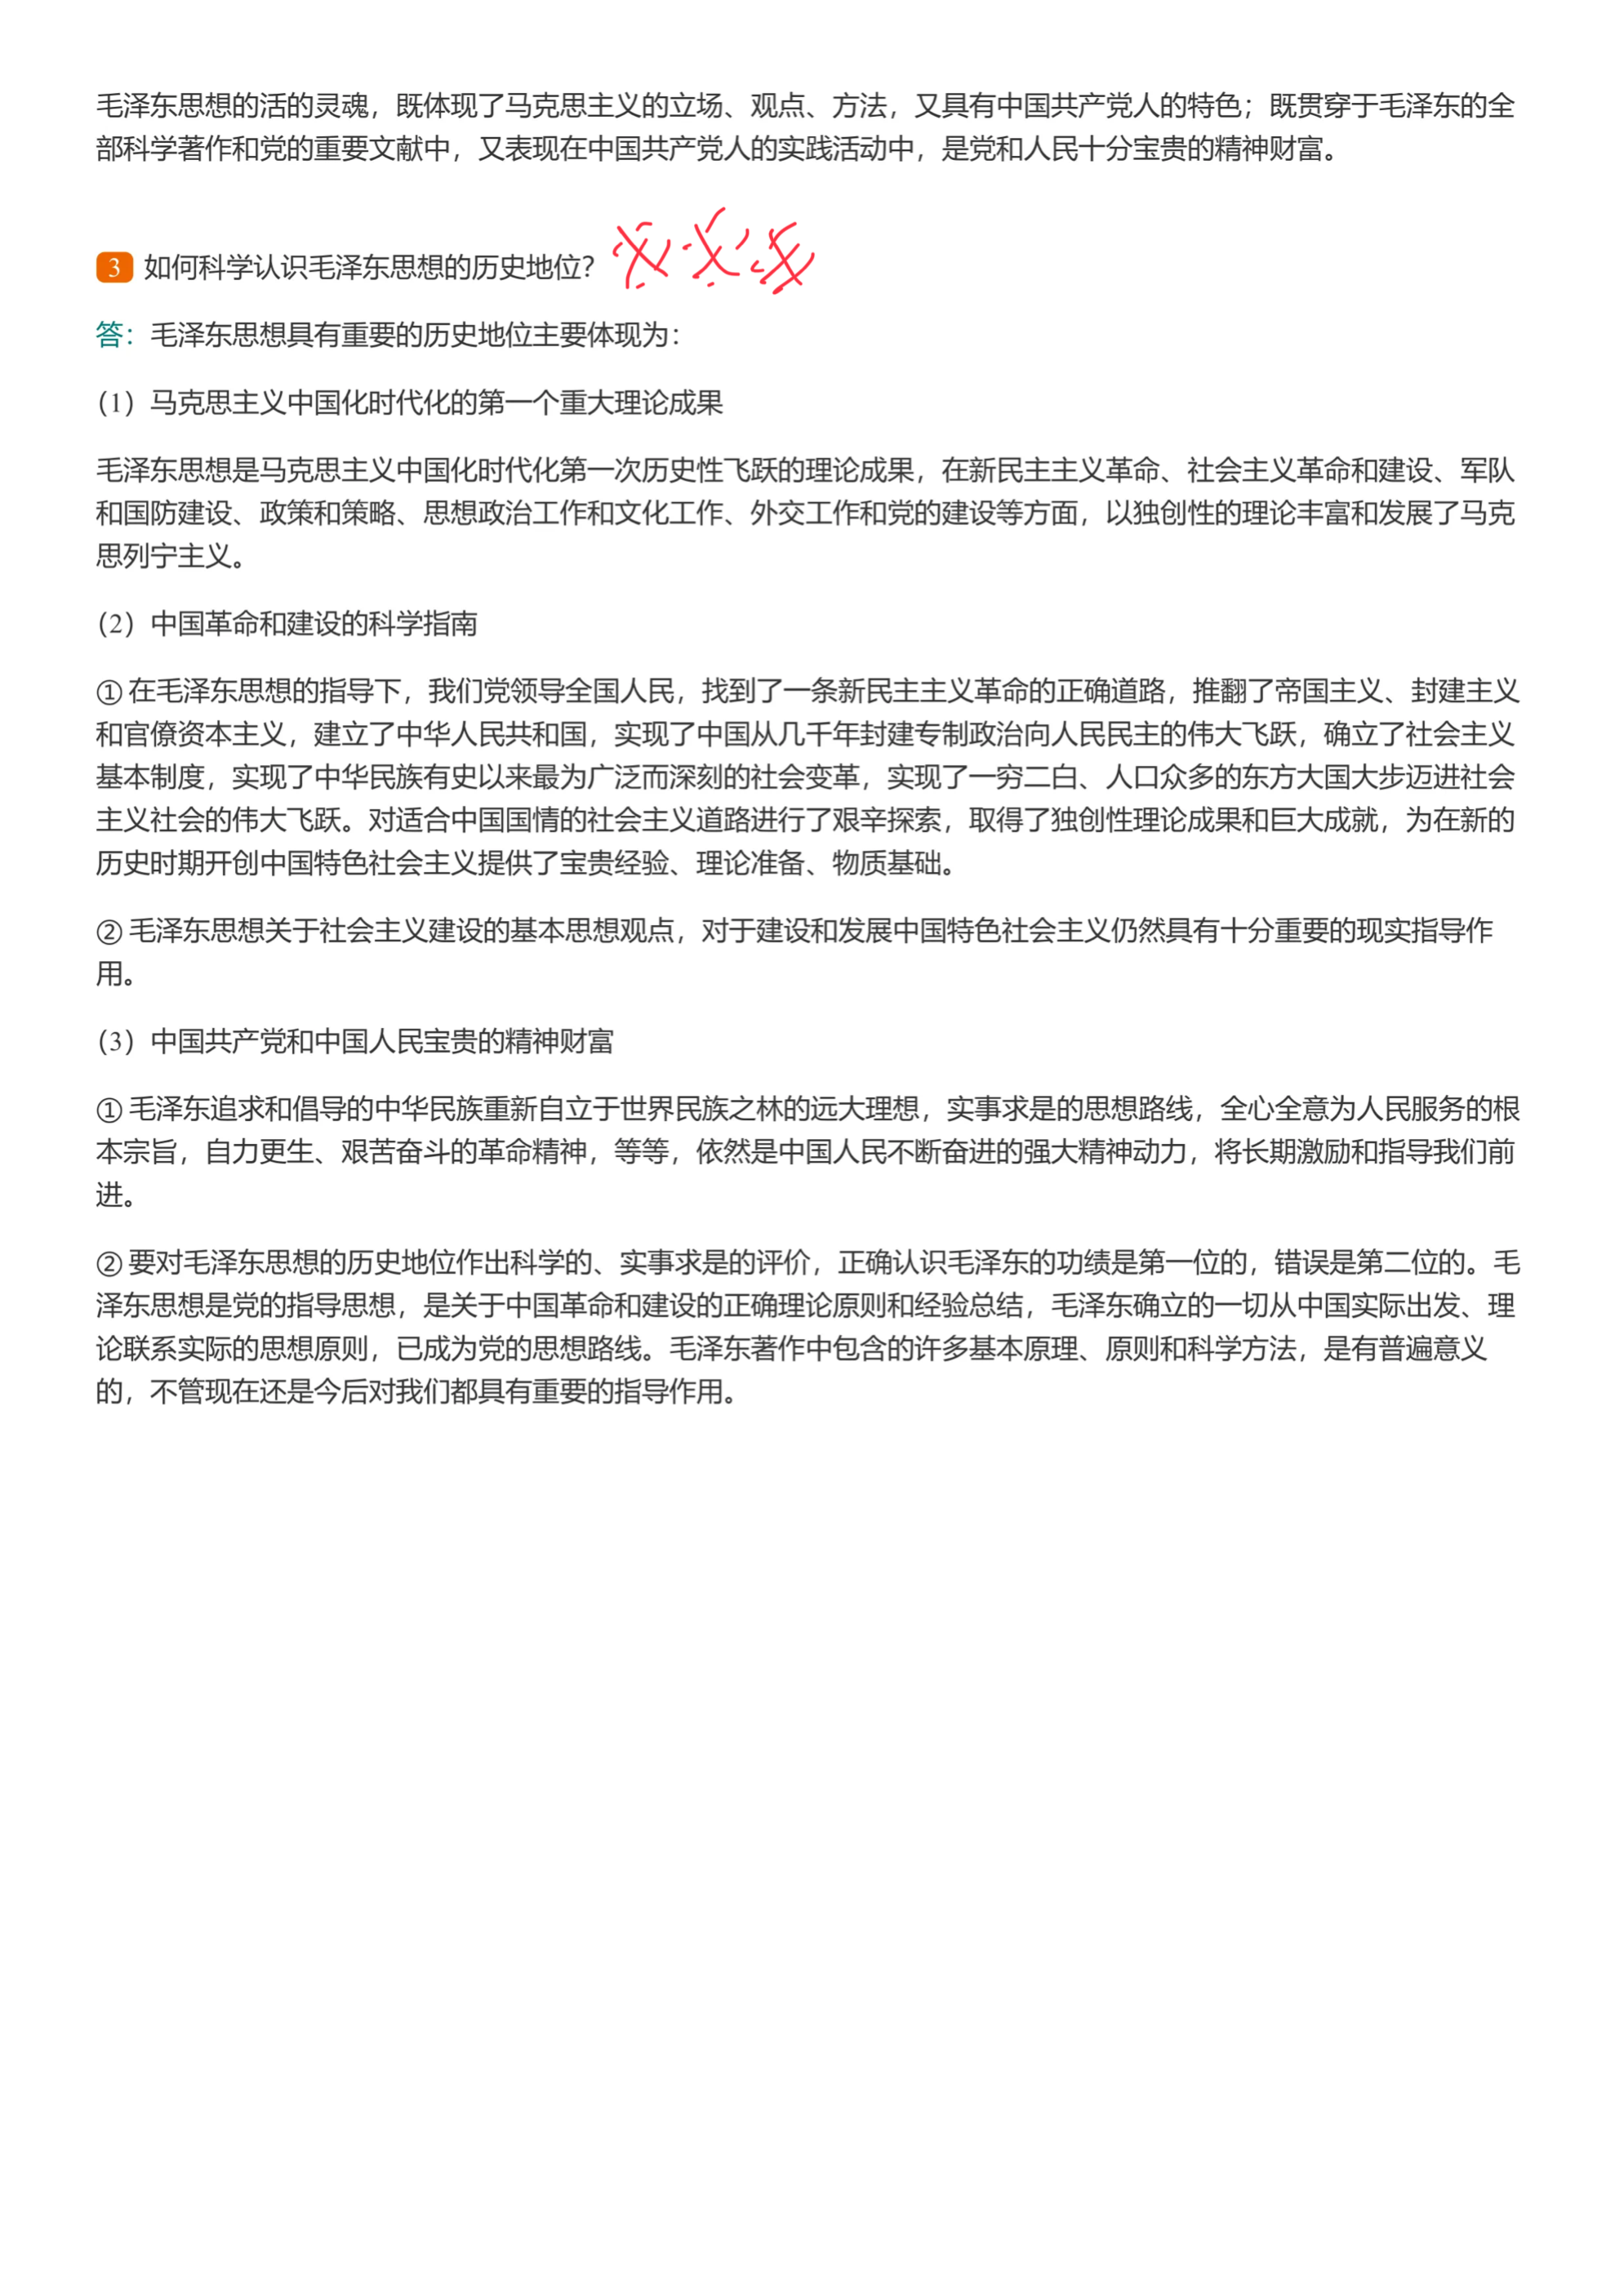 毛泽东思想的活的灵魂，既体现了马克思主义的立场、观点、方法，又具有中国共产党人的特色；既贯穿于毛泽东的全
部科学著作和党的重要文献中，又表现在中国共产党人的实践活动中，是党和人民十分宝贵的精神财富。
3 如何科学认识毛泽东思想的历史地位？
答：毛泽东思想具有重要的历史地位主要体现为：
（1）马克思主义中国化时代化的第一个重大理论成果
毛泽东思想是马克思主义中国化时代化第一次历史性飞跃的理论成果，在新民主主义革命、社会主义革命和建设、军队
和国防建设、政策和策略、思想政治工作和文化工作、外交工作和党的建设等方面，以独创性的理论丰富和发展了马克
思列宁主义。
（2）中国革命和建设的科学指南
① 在毛泽东思想的指导下，我们党领导全国人民，找到了一条新民主主义革命的正确道路，推翻了帝国主义、封建主义
和官僚资本主义，建立了中华人民共和国，实现了中国从几千年封建专制政治向人民民主的伟大飞跃，确立了社会主义
基本制度，实现了中华民族有史以来最为广泛而深刻的社会变革，实现了一穷二白、人口众多的东方大国大步迈进社会
主义社会的伟大飞跃。对适合中国国情的社会主义道路进行了艰辛探索，取得了独创性理论成果和巨大成就，为在新的
历史时期开创中国特色社会主义提供了宝贵经验、理论准备、物质基础。
② 毛泽东思想关于社会主义建设的基本思想观点，对于建设和发展中国特色社会主义仍然具有十分重要的现实指导作
用。
（3）中国共产党和中国人民宝贵的精神财富
① 毛泽东追求和倡导的中华民族重新自立于世界民族之林的远大理想，实事求是的思想路线，全心全意为人民服务的根
本宗旨，自力更生、艰苦奋斗的革命精神，等等，依然是中国人民不断奋进的强大精神动力，将长期激励和指导我们前
进。
② 要对毛泽东思想的历史地位作出科学的、实事求是的评价，正确认识毛泽东的功绩是第一位的，错误是第二位的。毛
泽东思想是党的指导思想，是关于中国革命和建设的正确理论原则和经验总结，毛泽东确立的一切从中国实际出发、理
论联系实际的思想原则，已成为党的思想路线。毛泽东著作中包含的许多基本原理、原则和科学方法，是有普遍意义
的，不管现在还是今后对我们都具有重要的指导作用。